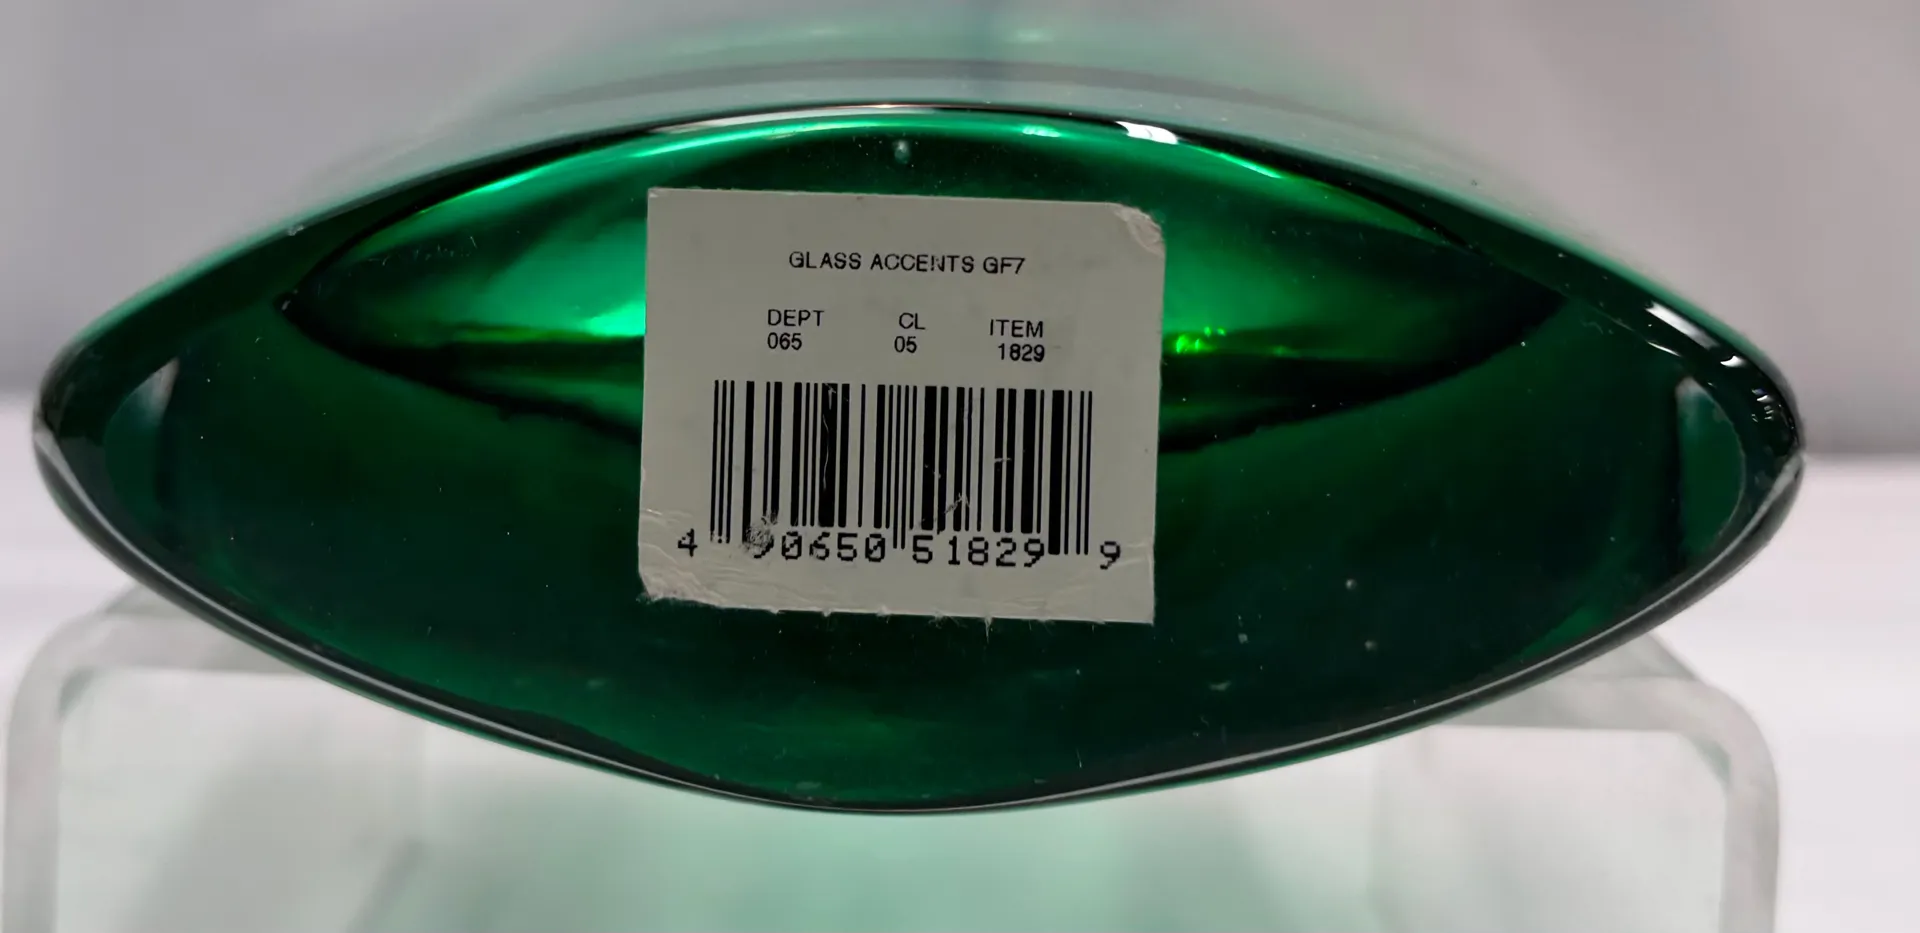 GLASS ACCENTS GF7
DEPT CL ITEM
065 05 1829
4 90650 51829 9